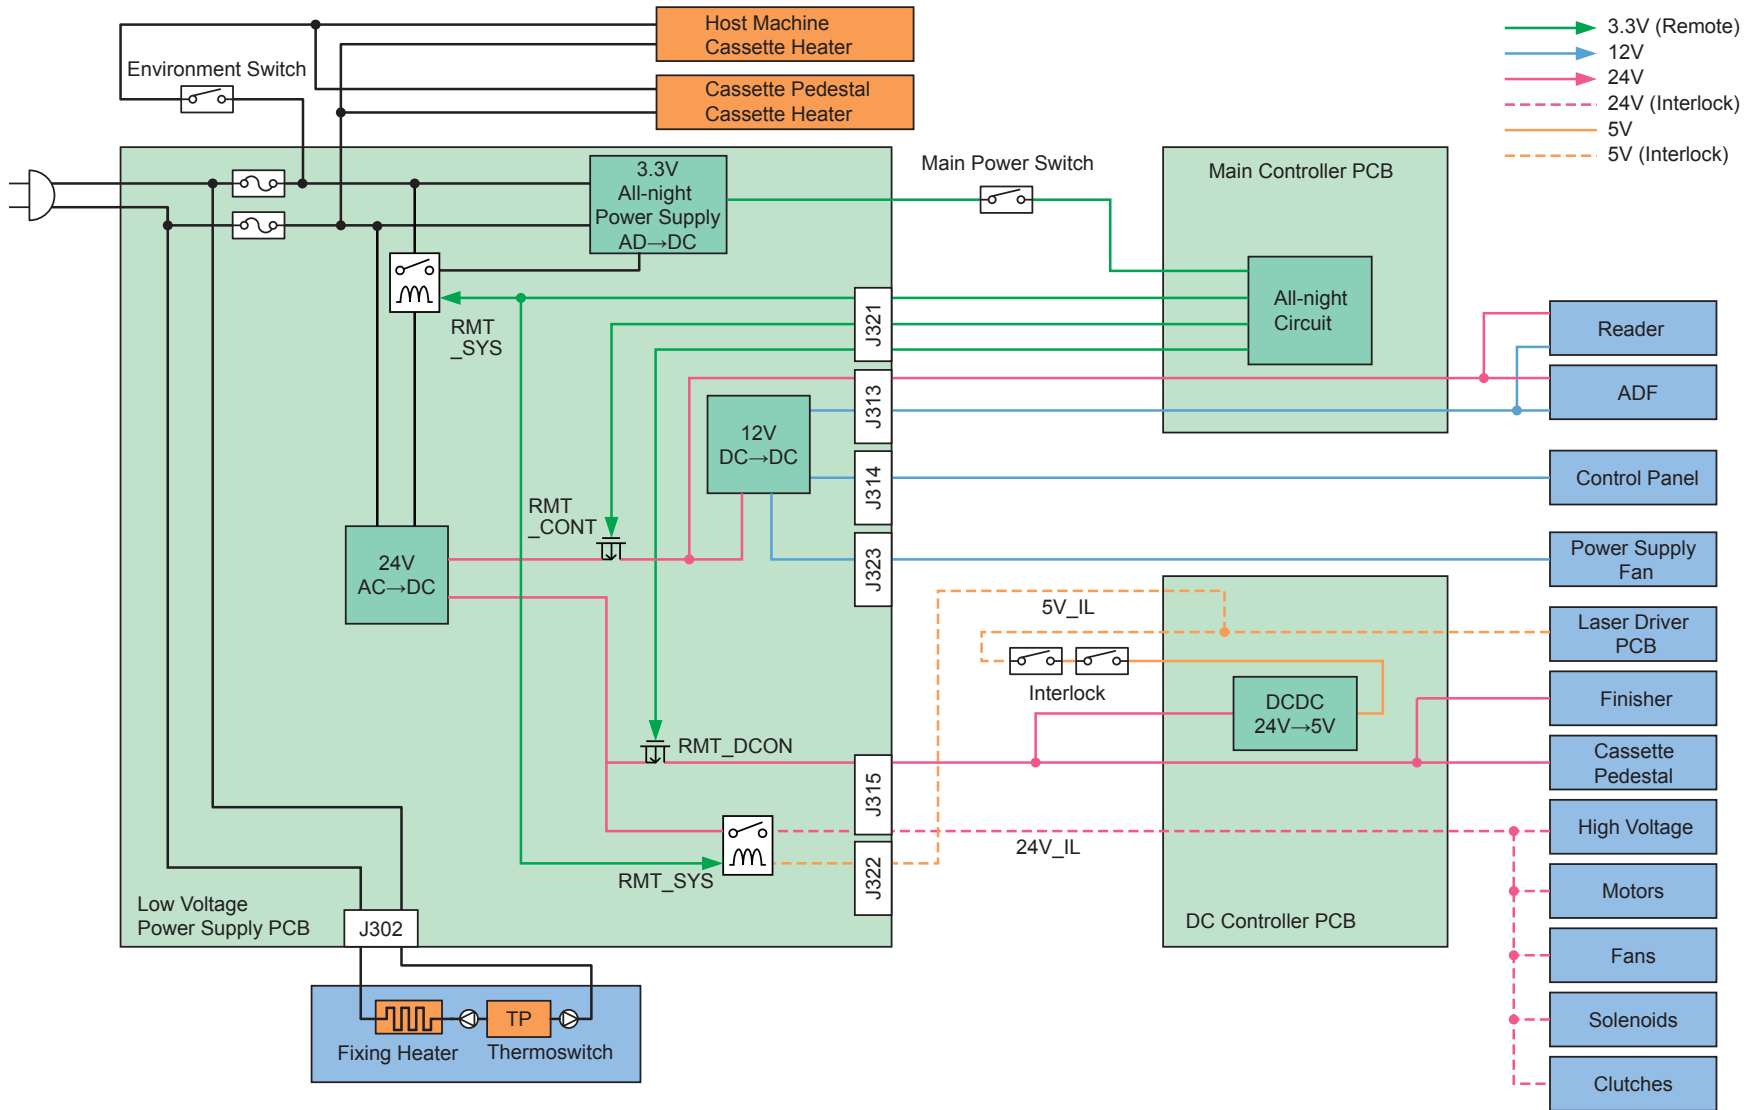 Host Machine
Cassette Heater
Environment Switch
Cassette Pedestal
Cassette Heater
3.3V (Remote)
12V
24V
24V (Interlock)
5V
5V (Interlock)
3.3V
All-night
Power Supply
AD→DC
Main Power Switch
Main Controller PCB
All-night
Circuit
RMT
_SYS
J321
J313
J314
J323
12V
DC→DC
RMT
_CONT
24V
AC→DC
Reader
ADF
Control Panel
Power Supply
Fan
5V_IL
Laser Driver
PCB
Interlock
DCDC
24V→5V
Finisher
RMT_DCON
Cassette
Pedestal
J315
High Voltage
24V_IL
J322
RMT_SYS
Motors
Low Voltage
Power Supply PCB
J302
DC Controller PCB
Fans
TP
Solenoids
Fixing Heater
Thermoswitch
Clutches